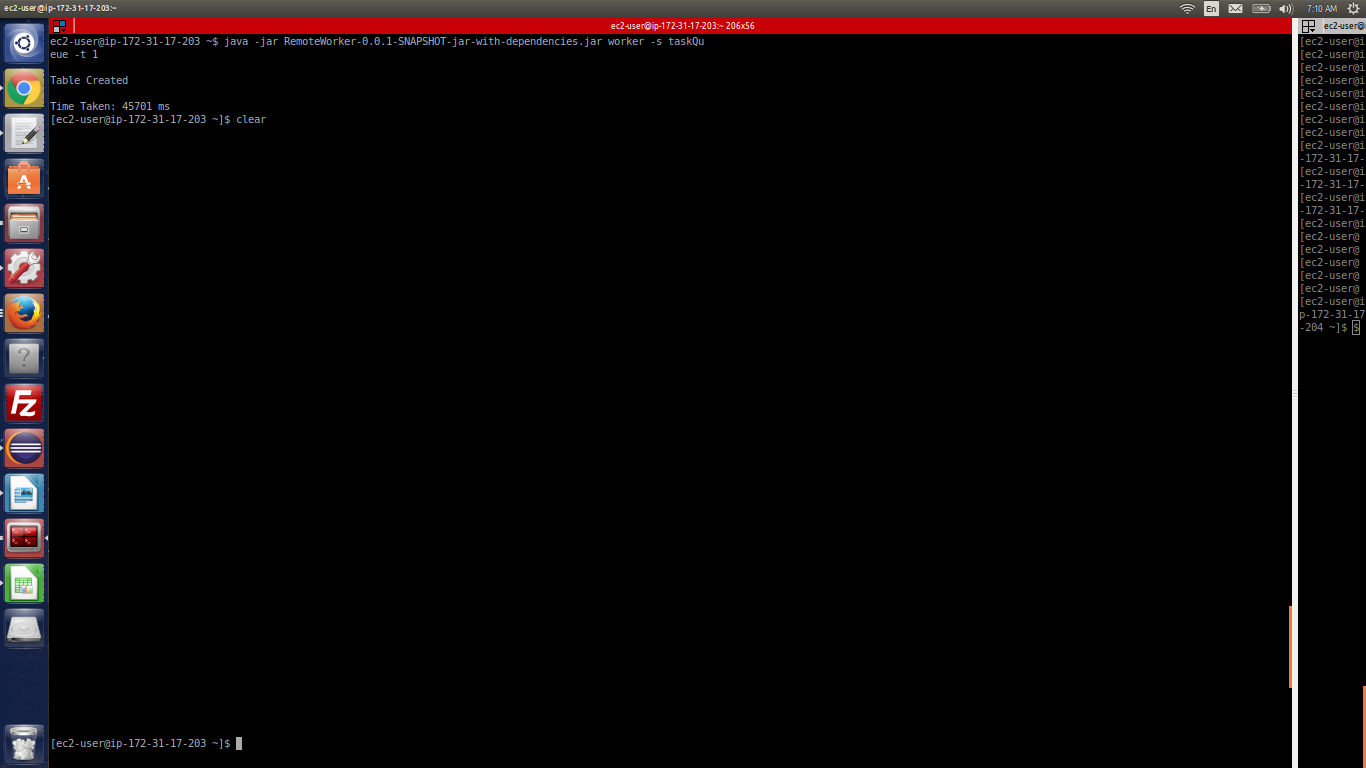 ec2-user@ip-172-31-17-203:~
En
7:10 AM
ec2-user@ip-172-31-17-203:~ 206x56
ec2-user@
ec2-user@ip-172-31-17-203 ~$ java -jar RemoteWorker-0.0.1-SNAPSHOT-jar-with-dependencies.jar worker -s taskQu
eue -t 1
Table Created
Time Taken: 45701 ms
[ec2-user@ip-172-31-17-203 ~]$ clear
[ec2-user@ip-172-31-17-203 ~]$
[ec2-user@i
[ec2-user@i
[ec2-user@i
[ec2-user@i
[ec2-user@i
[ec2-user@i
[ec2-user@i
[ec2-user@i
[ec2-user@i
-172-31-17-
[ec2-user@i
-172-31-17-
[ec2-user@i
-172-31-17-
[ec2-user@i
[ec2-user@
[ec2-user@
[ec2-user@
[ec2-user@
[ec2-user@
[ec2-user@i
p-172-31-17
-204 ~]$ $
A
?
Fz